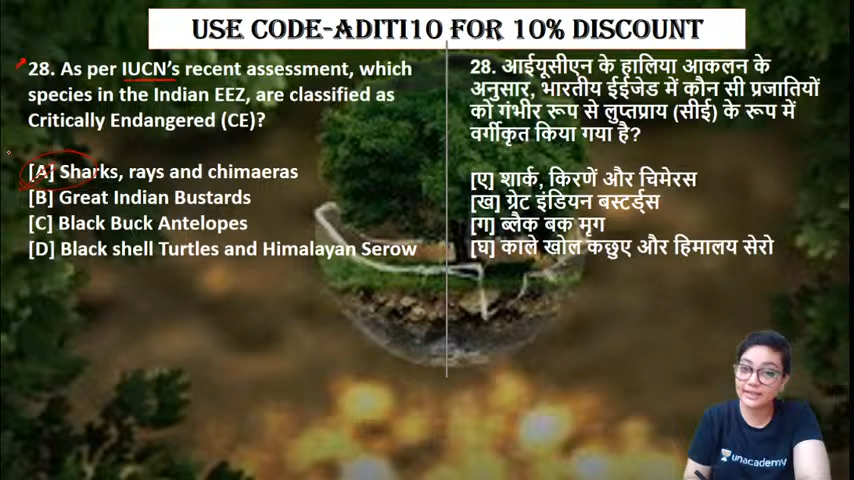 USE CODE-ADITI10 FOR 10% DISCOUNT
28. As per IUCN's recent assessment, which
species in the Indian EEZ, are classified as
Critically Endangered (CE)?
[A] Sharks, rays and chimaeras
[B] Great Indian Bustards
[C] Black Buck Antelopes
[D] Black shell Turtles and Himalayan Serow
28. आईयूसीएन के हालिया आकलन के
अनुसार, भारतीय ईईजेड में कौन सी प्रजातियों
को गंभीर रूप से लुप्तप्राय (सीई) के रूप में
वर्गीकृत किया गया है?
[ए] शार्क, किरणें और चिमेरस
[ख] ग्रेट इंडियन बस्टर्ड्स
[ग] ब्लैक बक मृग
[घ] काले खोल कछुए और हिमालय सेरो
unacademy